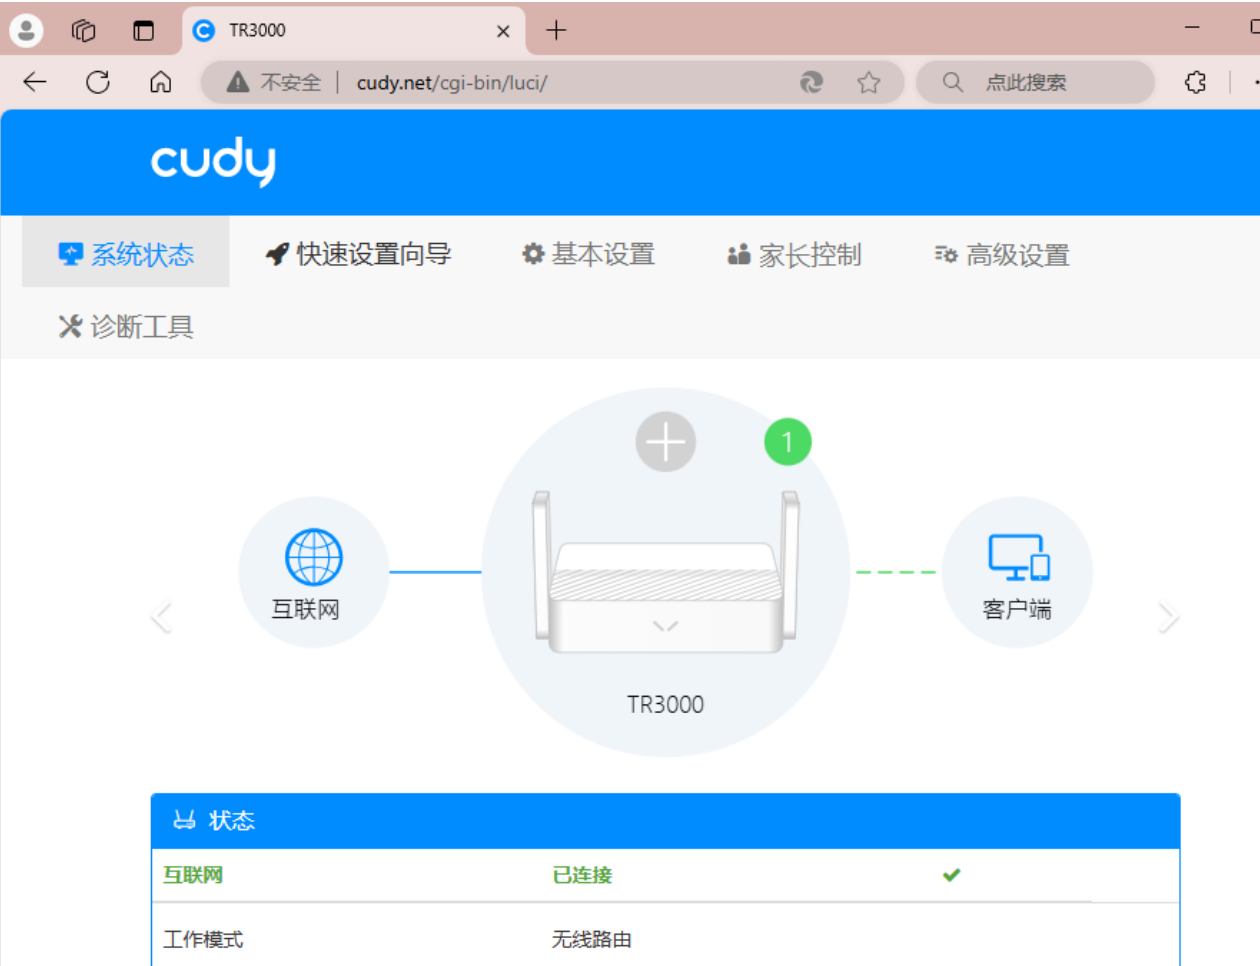 TR3000
不安全 cudy.net/cgi-bin/luci/ 点此搜索
cudy
系统状态 快速设置向导 基本设置 家长控制 高级设置
诊断工具
1
互联网
客户端
TR3000
状态
互联网 已连接
工作模式 无线路由